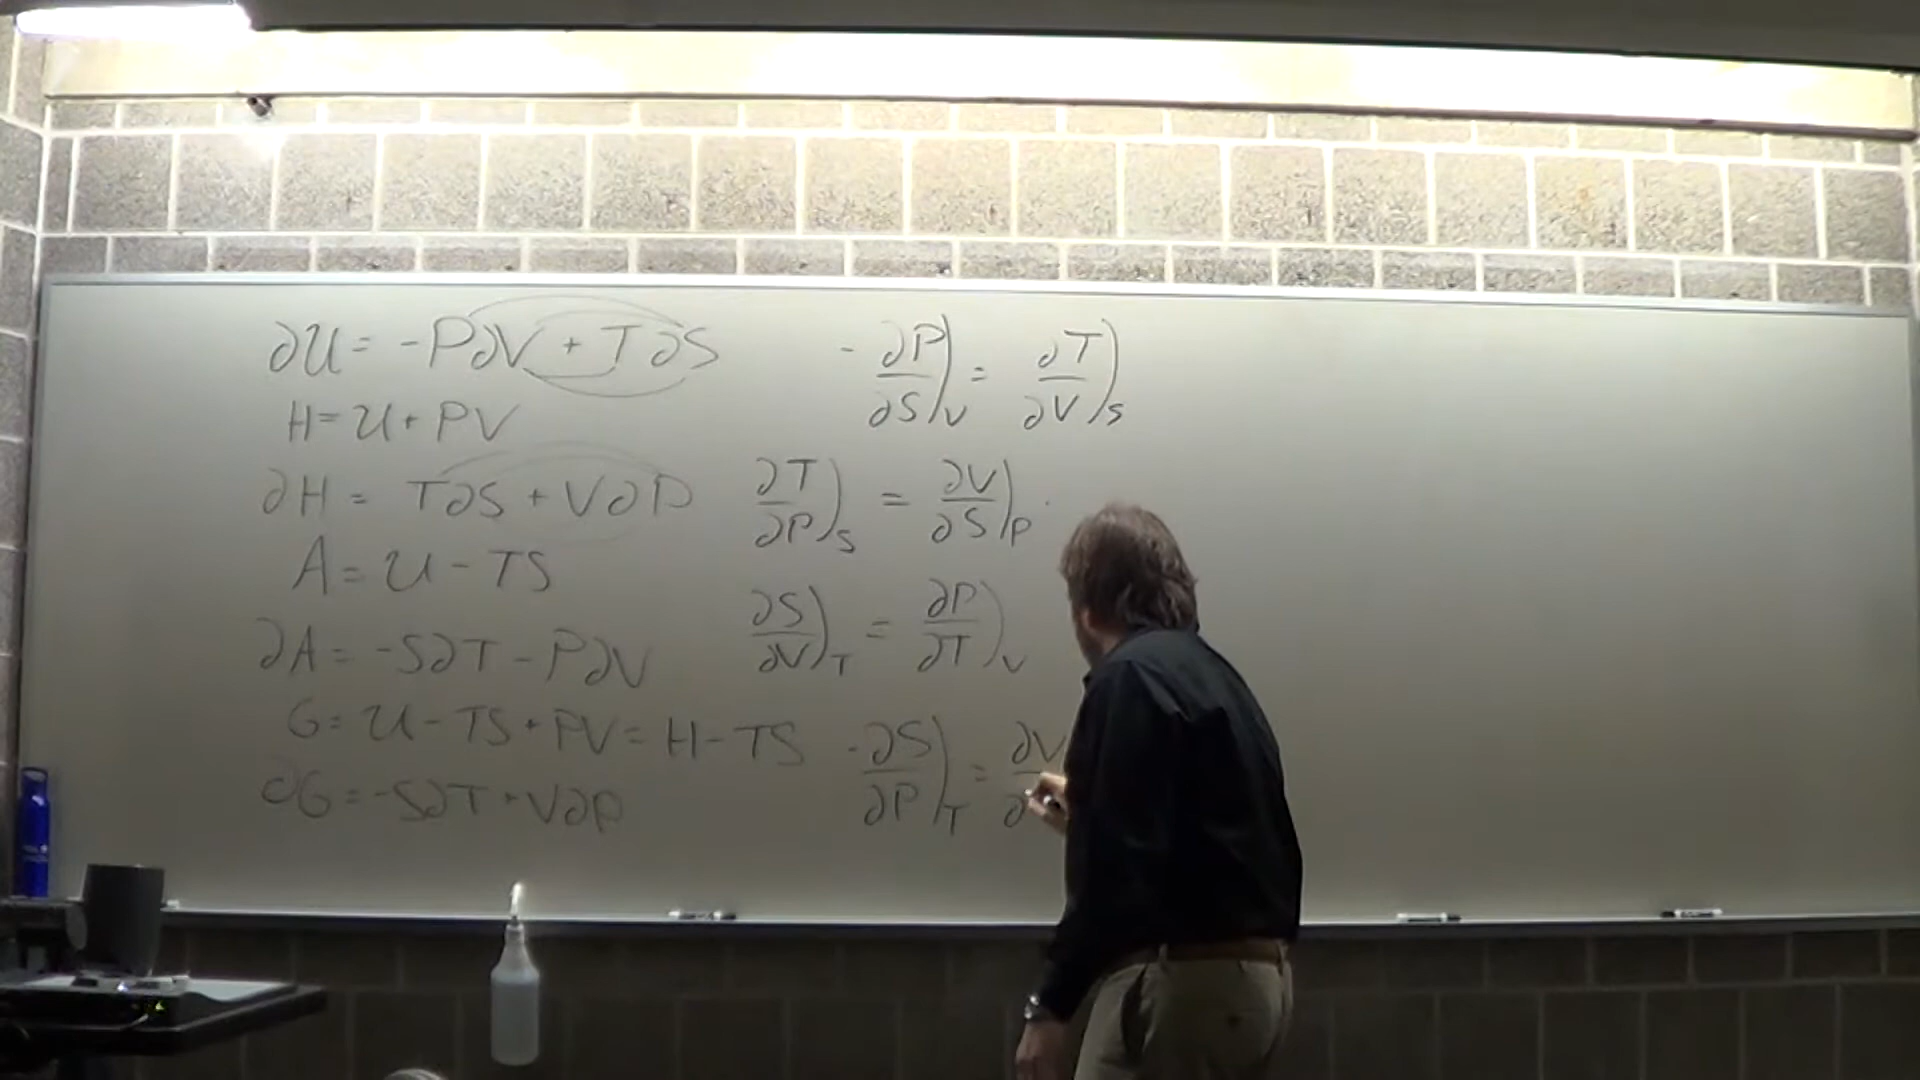 ∂U = -P∂V + T∂S
H = U + PV
∂H = T∂S + V∂P
A = U - TS
∂A = -S∂T - P∂V
G = U - TS + PV = H - TS
∂G = -S∂T + V∂P
-∂P/∂S)V = ∂T/∂V)S
∂T/∂P)S = ∂V/∂S)P
∂S/∂V)T = ∂P/∂T)V
-∂S/∂P)T = ∂V/∂